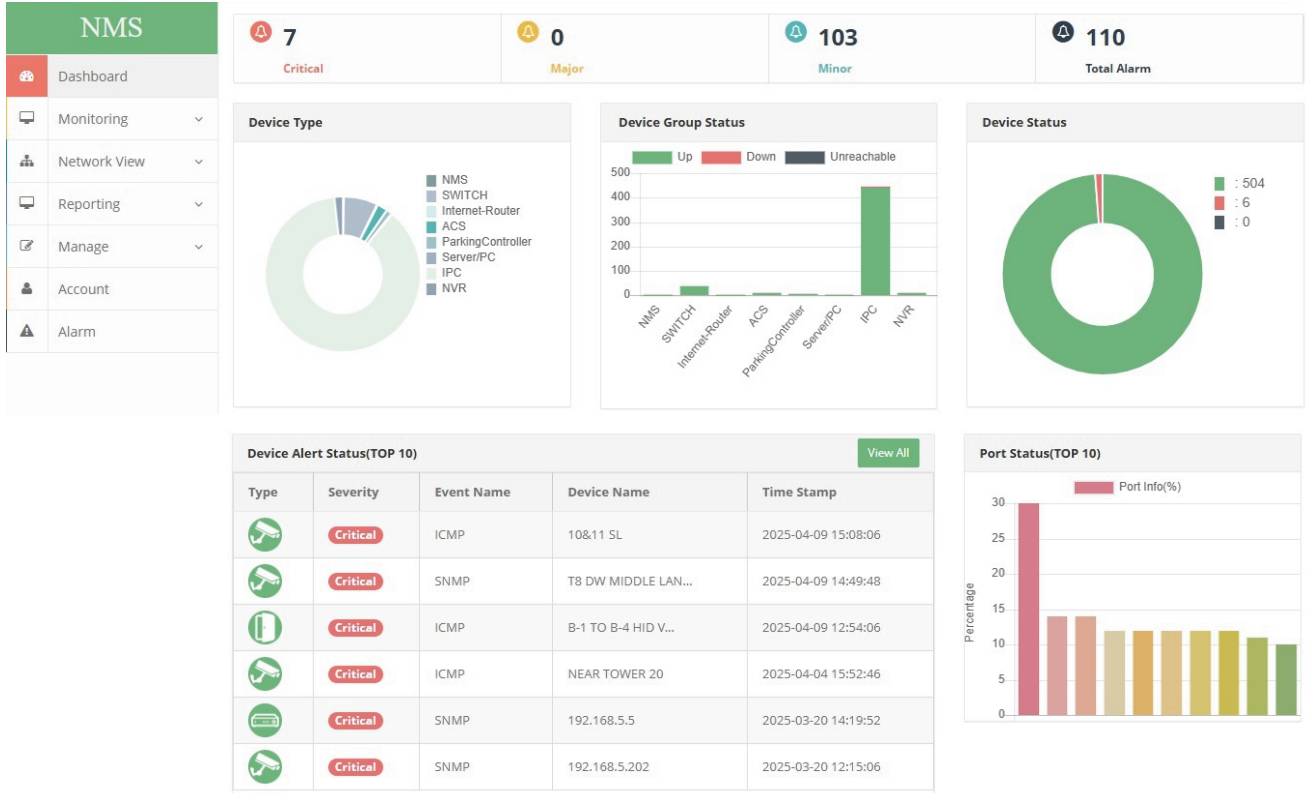 NMS
Dashboard
Monitoring
Network View
Reporting
Manage
Account
Alarm
7
Critical
0
Major
103
Minor
110
Total Alarm
Device Type
NMS
SWITCH
Internet-Router
ACS
ParkingController
Server/PC
IPC
NVR
Device Group Status
Up Down Unreachable
500
400
300
200
100
0
NMS SWITCH Internet-Router ACS ParkingController Server/PC IPC NVR
Device Status
: 504
: 6
: 0
Device Alert Status(TOP 10) View All
Type Severity Event Name Device Name Time Stamp
Critical ICMP 10&11 SL 2025-04-09 15:08:06
Critical SNMP T8 DW MIDDLE LAN... 2025-04-09 14:49:48
Critical ICMP B-1 TO B-4 HID V... 2025-04-09 12:54:06
Critical ICMP NEAR TOWER 20 2025-04-04 15:52:46
Critical SNMP 192.168.5.5 2025-03-20 14:19:52
Critical SNMP 192.168.5.202 2025-03-20 12:15:06
Port Status(TOP 10)
Port Info(%)
Percentage
30
25
20
15
10
5
0